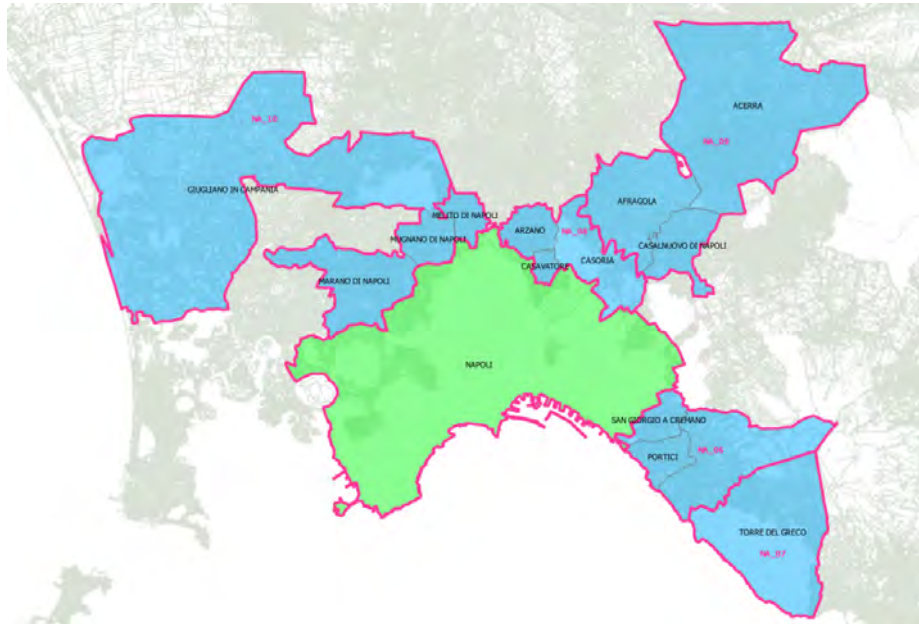 ACERRA
NA_10
GIUGLIANO IN CAMPANIA
AFRAGOLA
MELITO DI NAPOLI
ARZANO
MUGNANO DI NAPOLI
CASALNUOVO DI NAPOLI
CASORIA
CASAVATORE
MARANO DI NAPOLI
NAPOLI
SAN GIORGIO A CREMANO
NA_06
PORTICI
TORRE DEL GRECO
NA_07